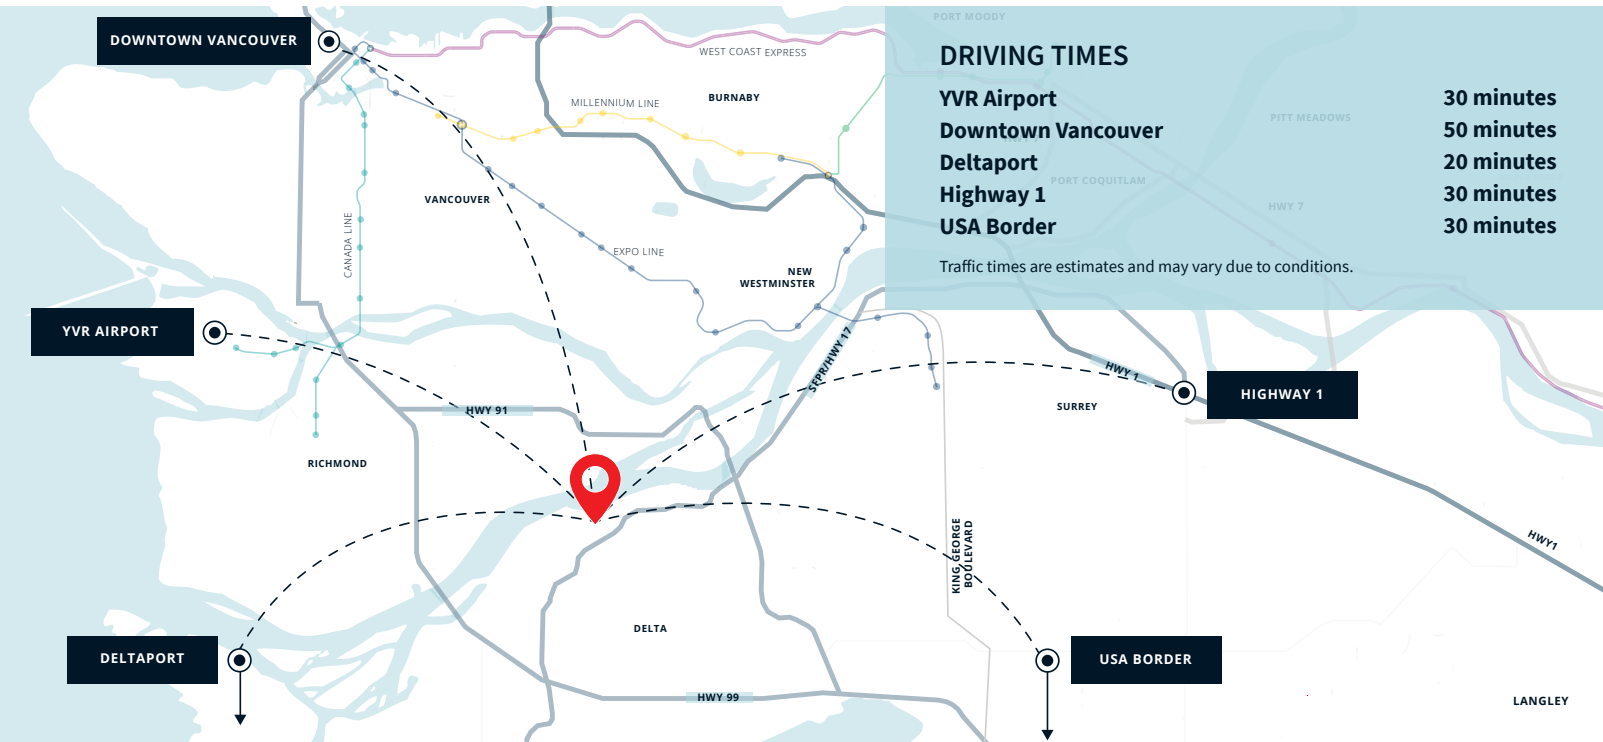 PORT MOODY
DOWNTOWN VANCOUVER
WEST COAST EXPRESS
DRIVING TIMES
BURNABY
MILLENNIUM LINE
YVR Airport 30 minutes
PITT MEADOWS
Downtown Vancouver 50 minutes
HWY 7
Deltaport 20 minutes
PORT COQUITLAM
Highway 1 30 minutes
VANCOUVER
HWY 7
USA Border 30 minutes
CANADA LINE
EXPO LINE
NEW
WESTMINSTER
Traffic times are estimates and may vary due to conditions.
YVR AIRPORT
SFPR/HWY 17
HWY 1
HIGHWAY 1
HWY 91
SURREY
RICHMOND
KING GEORGE
BOULEVARD
HWY1
DELTA
DELTAPORT
USA BORDER
HWY 99
LANGLEY